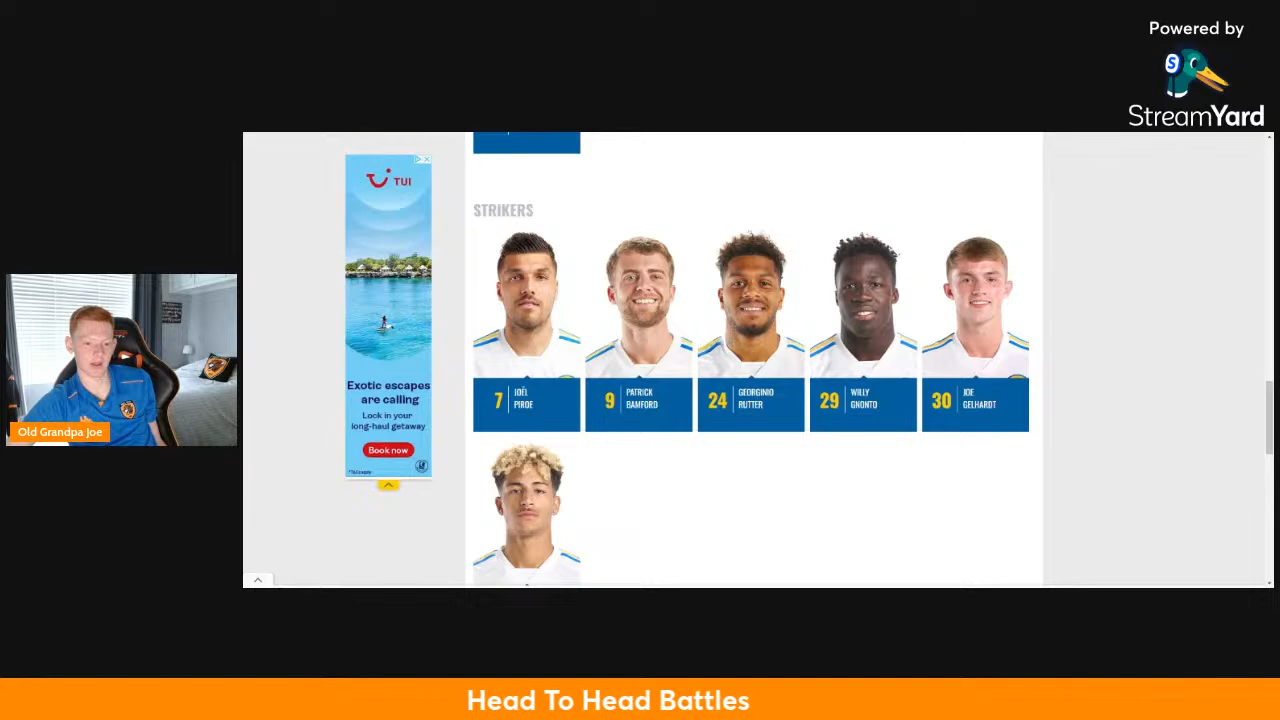 Powered by
StreamYard
TUI
Exotic escapes
are calling
Lock in your
long-haul getaway
Book now
STRIKERS
7 JOËL
PIROE
9 PATRICK
BAMFORD
24 GEORGINIO
RUTTER
29 WILLY
GNONTO
30 JOE
GELHARDT
Old Grandpa Joe
Head To Head Battles